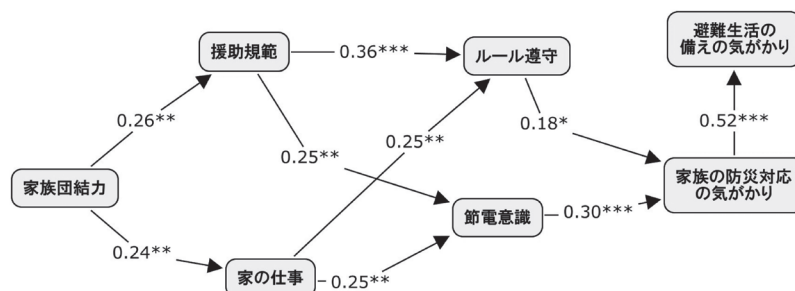 避難生活の
備えの気がかり
援助規範
0.36***
ルール遵守
0.26**
0.25**
0.25**
0.18*
0.52***
家族団結力
家族の防災対応
の気がかり
節電意識
0.30***
0.24**
家の仕事
0.25**